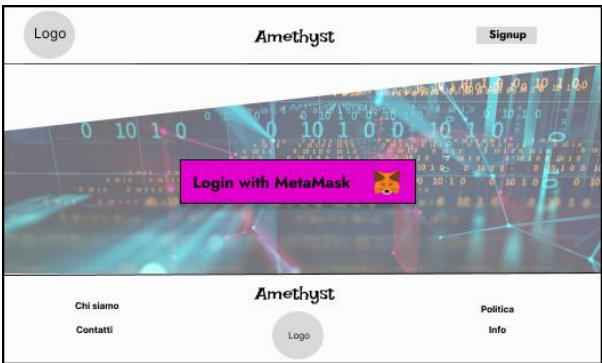 Logo
Amethyst
Signup
Login with MetaMask
Amethyst
Chi siamo
Politica
Contatti
Logo
Info